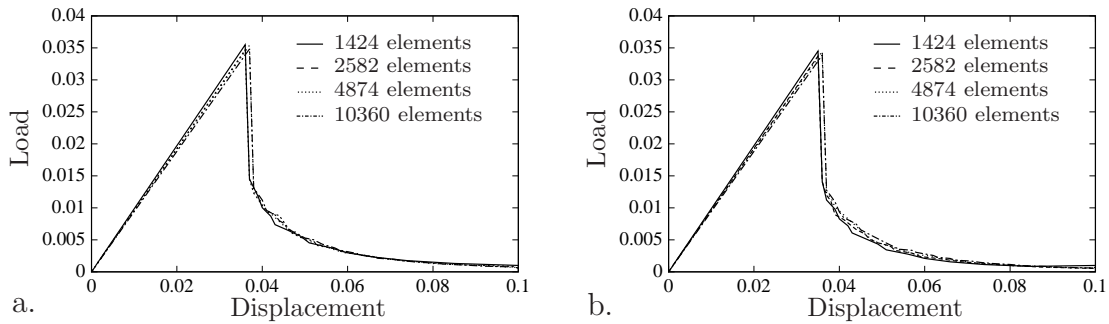 0.04
0.035
0.03
0.025
0.02
0.015
0.01
0.005
0
Load
1424 elements
2582 elements
4874 elements
10360 elements
0 0.02 0.04 0.06 0.08 0.1
Displacement
a.
0.04
0.035
0.03
0.025
0.02
0.015
0.01
0.005
0
Load
1424 elements
2582 elements
4874 elements
10360 elements
0 0.02 0.04 0.06 0.08 0.1
Displacement
b.